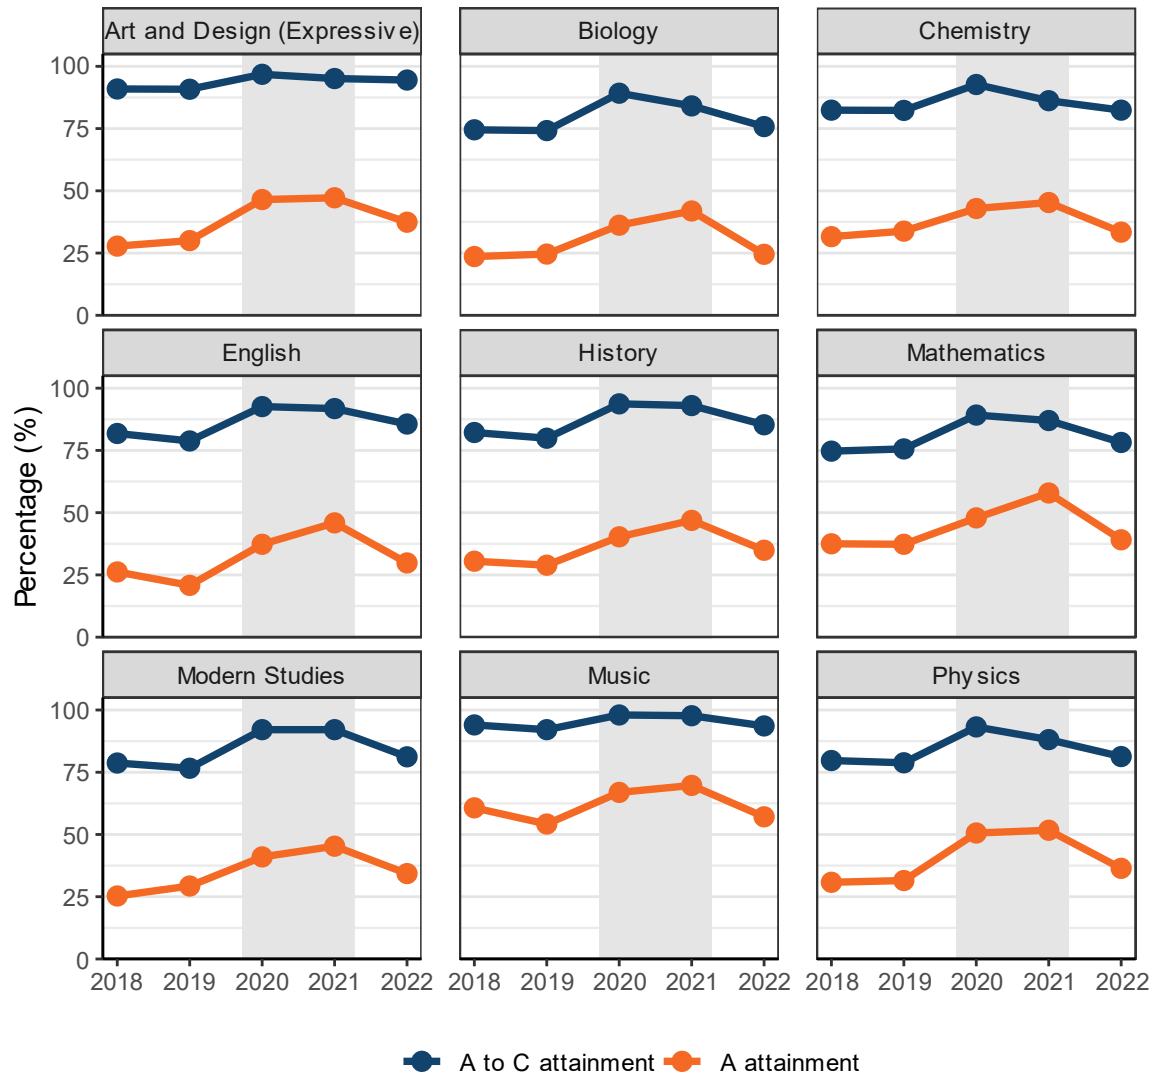 Art and Design (Expressive)
Biology
Chemistry
100
75
50
25
0
English
History
Mathematics
100
75
50
25
0
Percentage (%)
Modern Studies
Music
Physics
100
75
50
25
0
2018 2019 2020 2021 2022
2018 2019 2020 2021 2022
2018 2019 2020 2021 2022
A to C attainment
A attainment